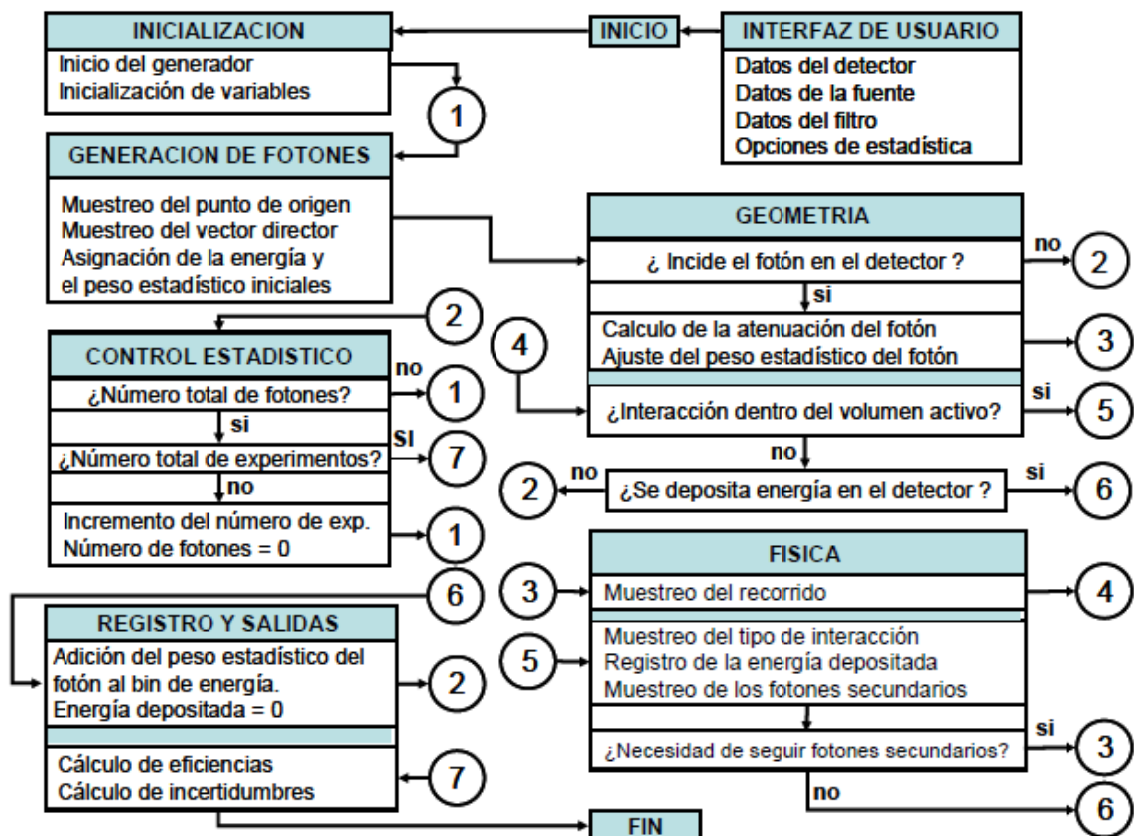 INICIALIZACION
Inicio del generador
Inicialización de variables
INICIO
INTERFAZ DE USUARIO
Datos del detector
Datos de la fuente
Datos del filtro
Opciones de estadística
1
GENERACION DE FOTONES
Muestreo del punto de origen
Muestreo del vector director
Asignación de la energía y
el peso estadístico iniciales
GEOMETRIA
¿ Incide el fotón en el detector ?
no
2
si
Calculo de la atenuación del fotón
Ajuste del peso estadístico del fotón
3
4
¿Interacción dentro del volumen activo?
si
5
no
¿Se deposita energía en el detector ?
no
2
si
6
2
CONTROL ESTADISTICO
¿Número total de fotones?
no
1
si
¿Número total de experimentos?
SI
7
no
Incremento del número de exp.
Número de fotones = 0
1
FISICA
3
Muestreo del recorrido
4
5
Muestreo del tipo de interacción
Registro de la energía depositada
Muestreo de los fotones secundarios
¿Necesidad de seguir fotones secundarios?
si
3
no
6
6
REGISTRO Y SALIDAS
Adición del peso estadístico del
fotón al bin de energía.
Energía depositada = 0
2
Cálculo de eficiencias
Cálculo de incertidumbres
7
FIN